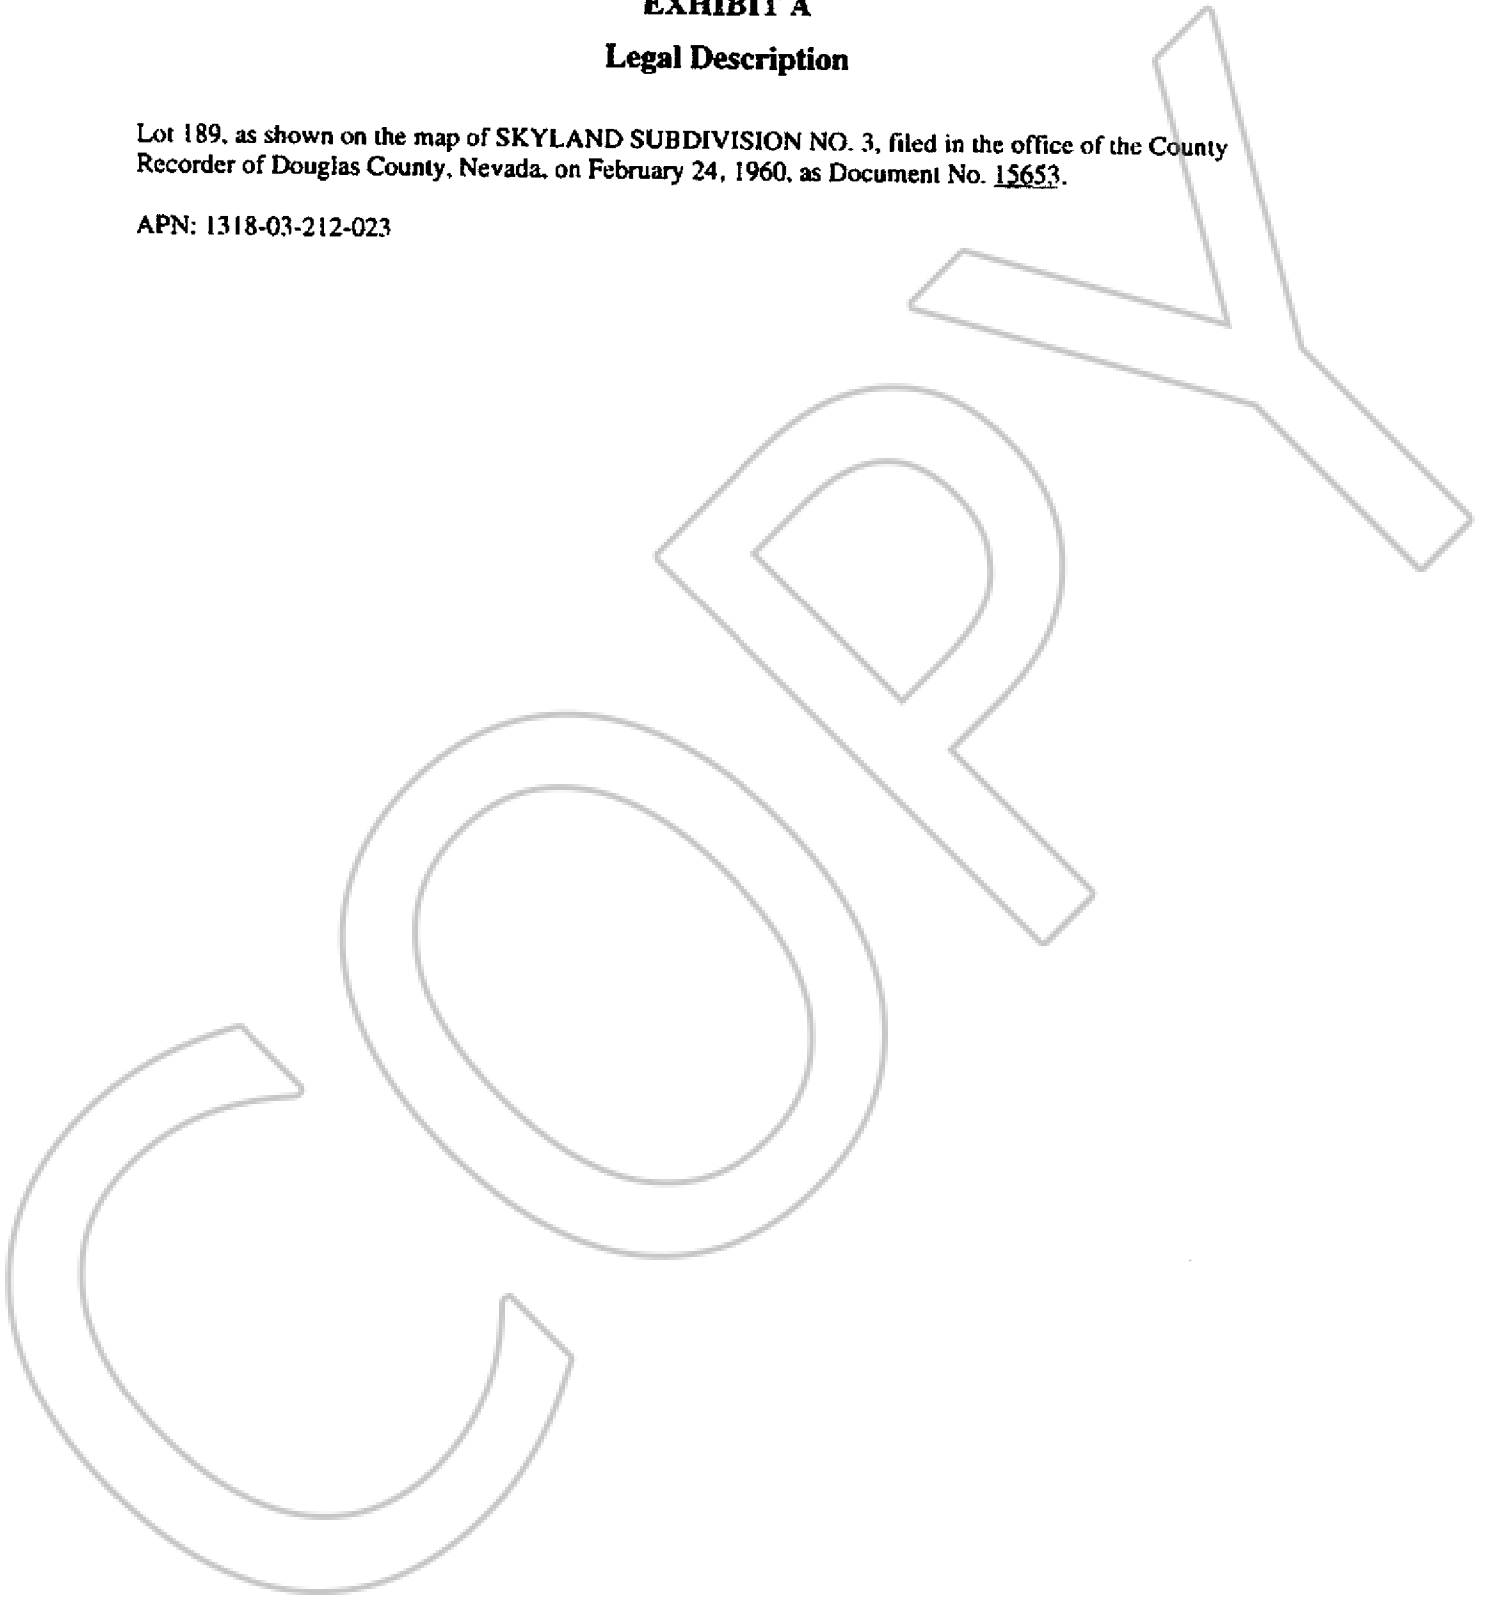 EXHIBIT A
Legal Description
Lot 189, as shown on the map of SKYLAND SUBDIVISION NO. 3, filed in the office of the County
Recorder of Douglas County, Nevada, on February 24, 1960, as Document No. 15653.
APN: 1318-03-212-023
COPY